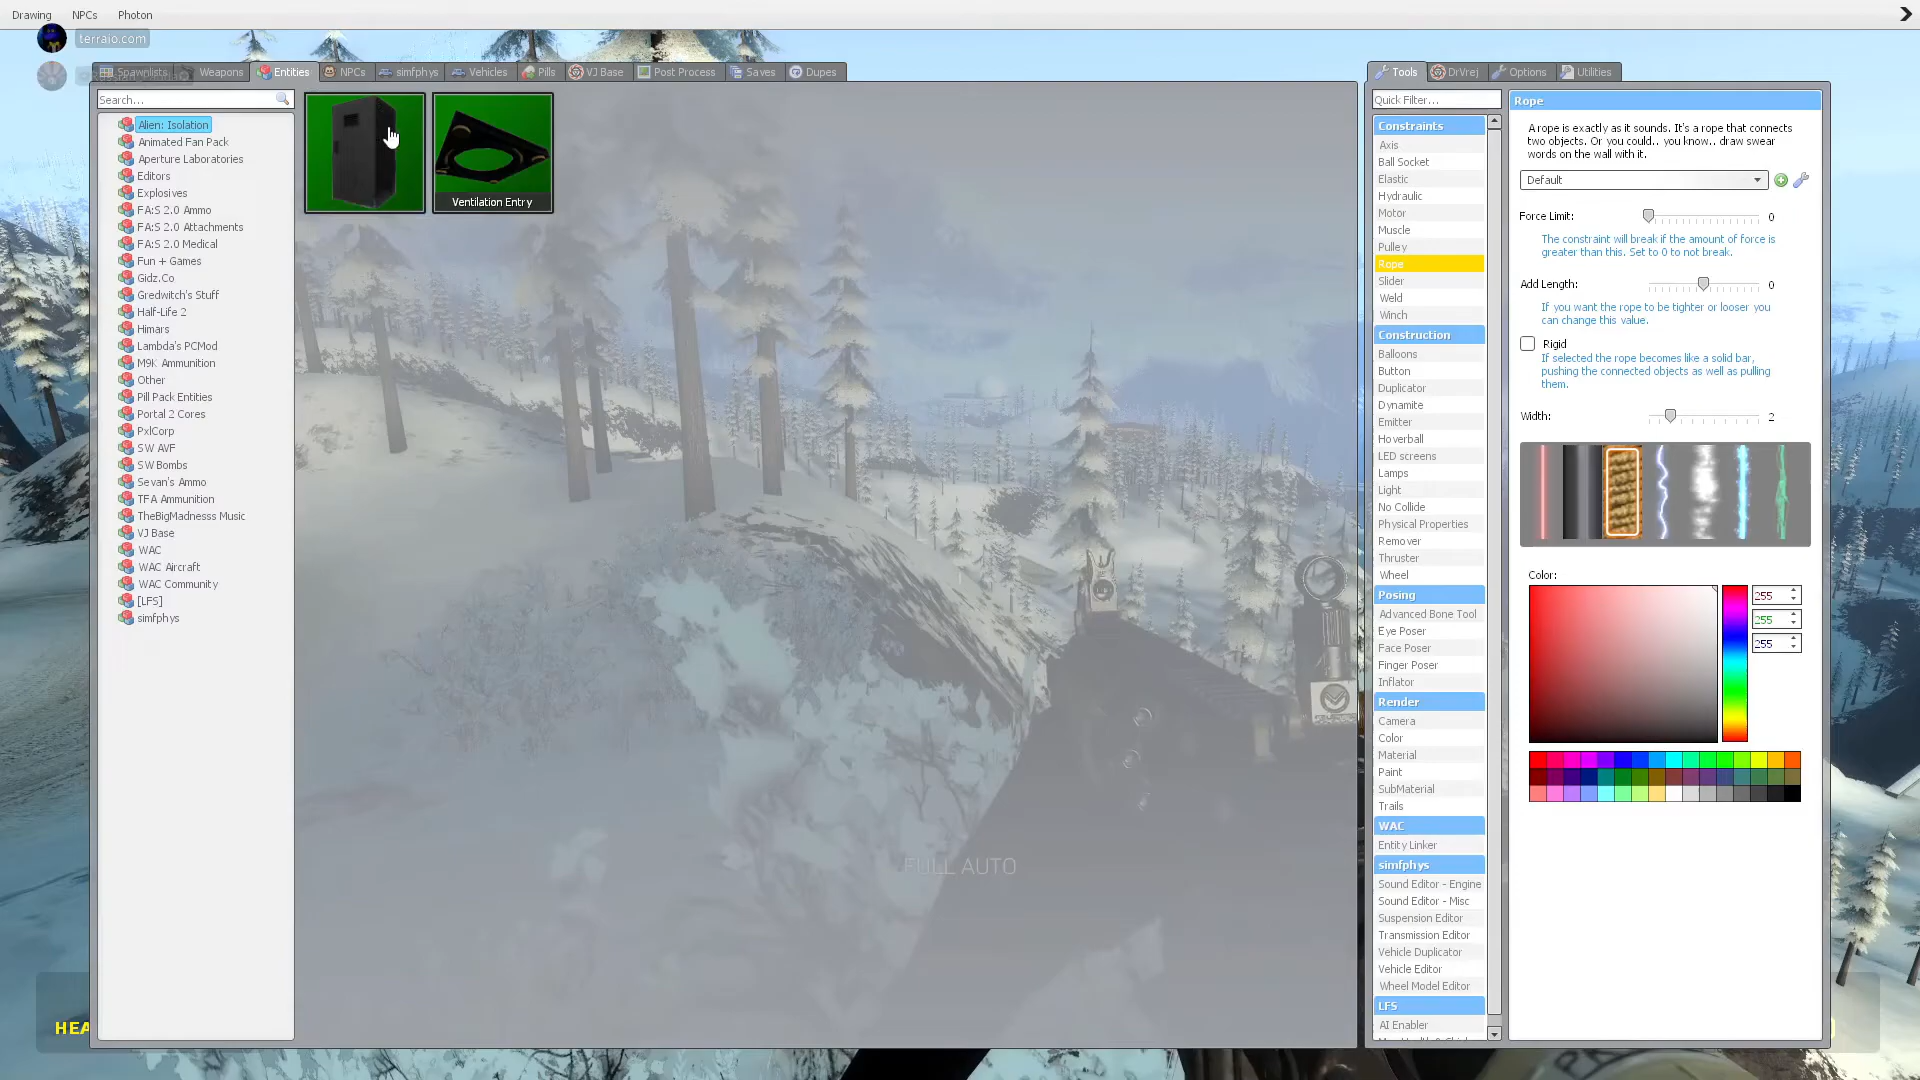 Drawing NPCs Photon
terraio.com
Spawnlists Weapons Entities NPCs simfphys Vehicles Pills VJ Base Post Process Saves Dupes
Tools DrVrej Options Utilities
Search...
Alien: Isolation
Animated Fan Pack
Aperture Laboratories
Editors
Explosives
FA:S 2.0 Ammo
FA:S 2.0 Attachments
FA:S 2.0 Medical
Fun + Games
Gidz.Co
Gredwitch's Stuff
Half-Life 2
Himars
Lambda's PCMod
M9K Ammunition
Other
Pill Pack Entities
Portal 2 Cores
PxlCorp
SW AVF
SW Bombs
Sevan's Ammo
TFA Ammunition
TheBigMadnesss Music
VJ Base
WAC
WAC Aircraft
WAC Community
[LFS]
simfphys
Ventilation Entry
FULL AUTO
HEA
Quick Filter...
Constraints
Axis
Ball Socket
Elastic
Hydraulic
Motor
Muscle
Pulley
Rope
Slider
Weld
Winch
Construction
Balloons
Button
Duplicator
Dynamite
Emitter
Hoverball
LED screens
Lamps
Light
No Collide
Physical Properties
Remover
Thruster
Wheel
Posing
Advanced Bone Tool
Eye Poser
Face Poser
Finger Poser
Inflator
Render
Camera
Color
Material
Paint
SubMaterial
Trails
WAC
Entity Linker
simfphys
Sound Editor - Engine
Sound Editor - Misc
Suspension Editor
Transmission Editor
Vehicle Duplicator
Vehicle Editor
Wheel Model Editor
LFS
AI Enabler
Rope
A rope is exactly as it sounds. It's a rope that connects
two objects. Or you could.. you know.. draw swear
words on the wall with it.
Default
Force Limit: 0
The constraint will break if the amount of force is
greater than this. Set to 0 to not break.
Add Length: 0
If you want the rope to be tighter or looser you
can change this value.
Rigid
If selected the rope becomes like a solid bar,
pushing the connected objects as well as pulling
them.
Width: 2
Color:
255
255
255